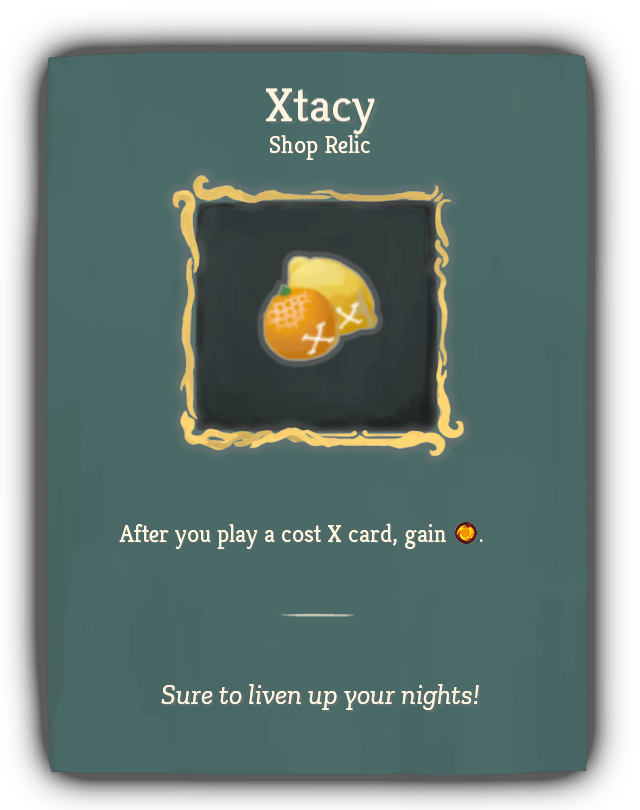 Xtacy
Shop Relic
After you play a cost X card, gain .
Sure to liven up your nights!